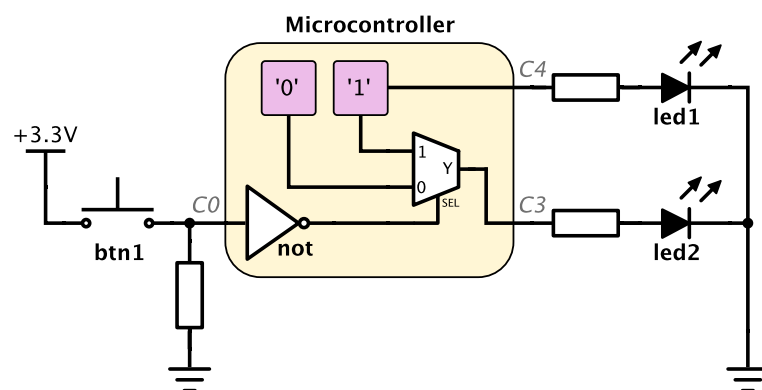 Microcontroller
C4
'0' '1'
led1
+3.3V
1
Y
0
C0
SEL
C3
btn1
not
led2